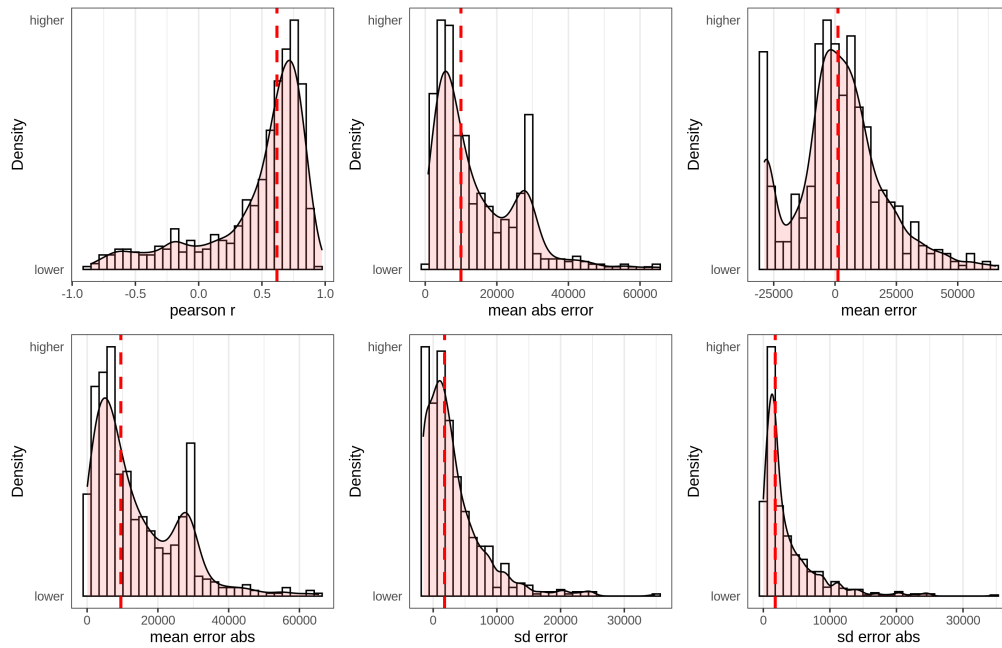 higher
Density
lower
-1.0 -0.5 0.0 0.5 1.0
pearson r
higher
Density
lower
0 20000 40000 60000
mean abs error
higher
Density
lower
-25000 0 25000 50000
mean error
higher
Density
lower
0 20000 40000 60000
mean error abs
higher
Density
lower
0 10000 20000 30000
sd error
higher
Density
lower
0 10000 20000 30000
sd error abs